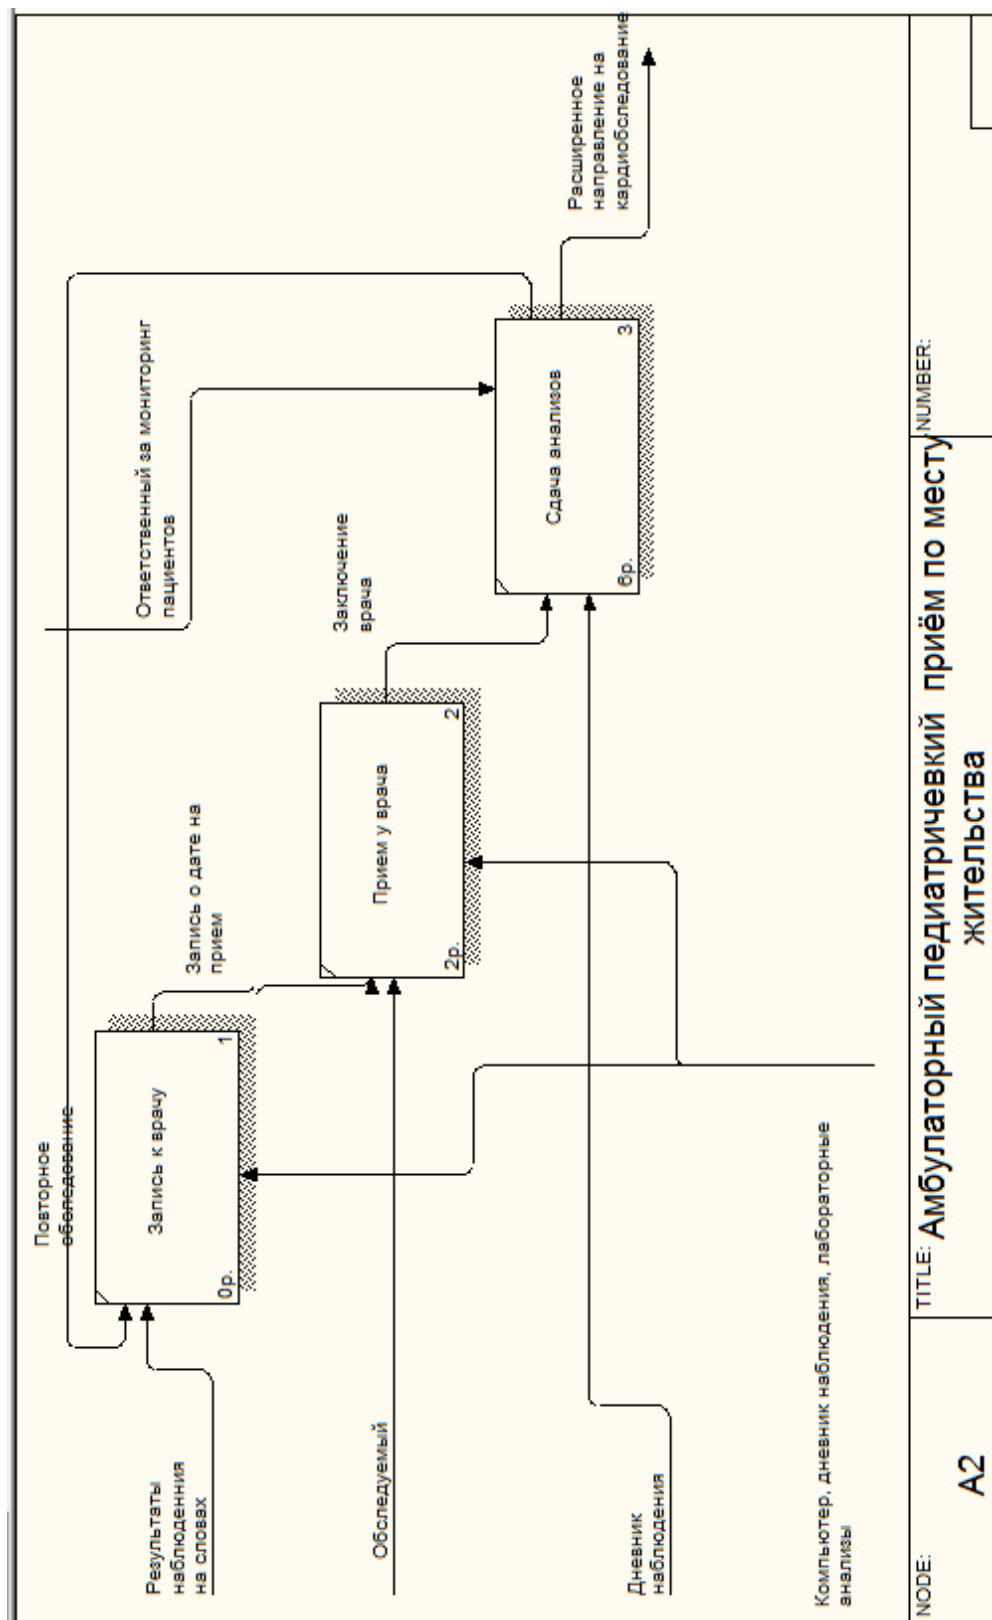 Повторное
обследование
Запись к врачу
0р.
1
Результаты
наблюденния
на словах
Запись о дате на
прием
Ответственный за мониторинг
пациентов
Прием у врача
2р.
2
Обследуемый
Заключение
врача
Сдача анализов
6р.
3
Расширенное
направление на
кардиобследование
Дневник
наблюдения
Компьютер, дневник наблюдения, лабораторные
анализы
NODE:
A2
TITLE:
Амбулаторный педиатричевкий приём по месту
жительства
NUMBER: